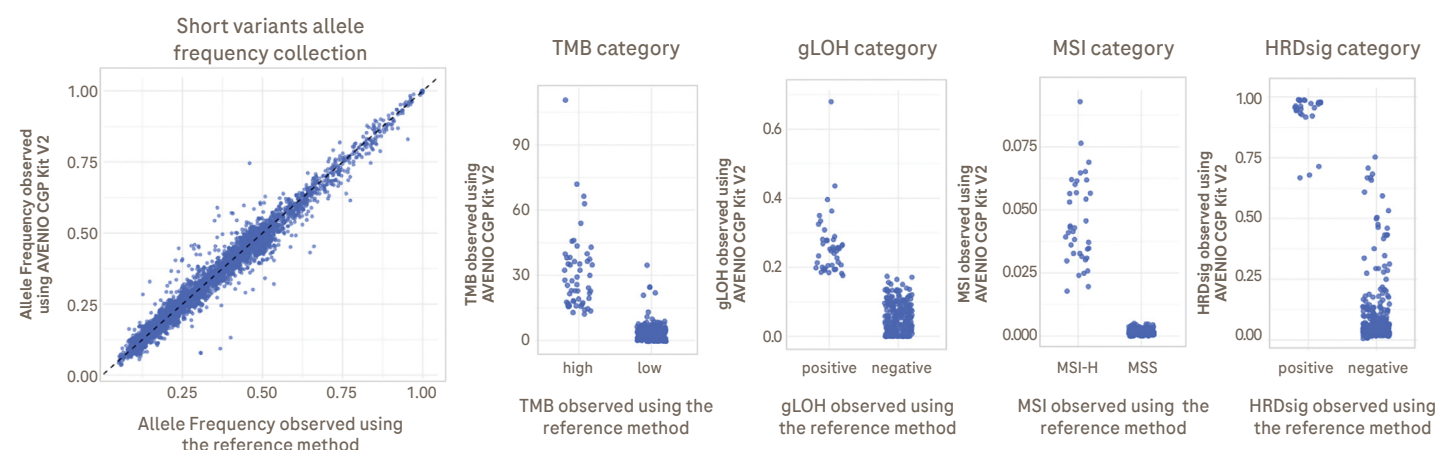 Short variants allele
frequency collection
Allele Frequency observed
using AVENIO CGP Kit V2
1.00
0.75
0.50
0.25
0.00
0.25
0.50
0.75
1.00
Allele Frequency observed using
the reference method
TMB category
TMB observed using
AVENIO CGP Kit V2
90
60
30
0
high
low
TMB observed using the
reference method
gLOH category
gLOH observed using
AVENIO CGP Kit V2
0.6
0.4
0.2
0.0
positive
negative
gLOH observed using
the reference method
MSI category
MSI observed using
AVENIO CGP Kit V2
0.075
0.050
0.025
0.000
MSI-H
MSS
MSI observed using the
reference method
HRDsig category
HRDsig observed using
AVENIO CGP Kit V2
1.00
0.75
0.50
0.25
0.00
positive
negative
HRDsig observed using
the reference method